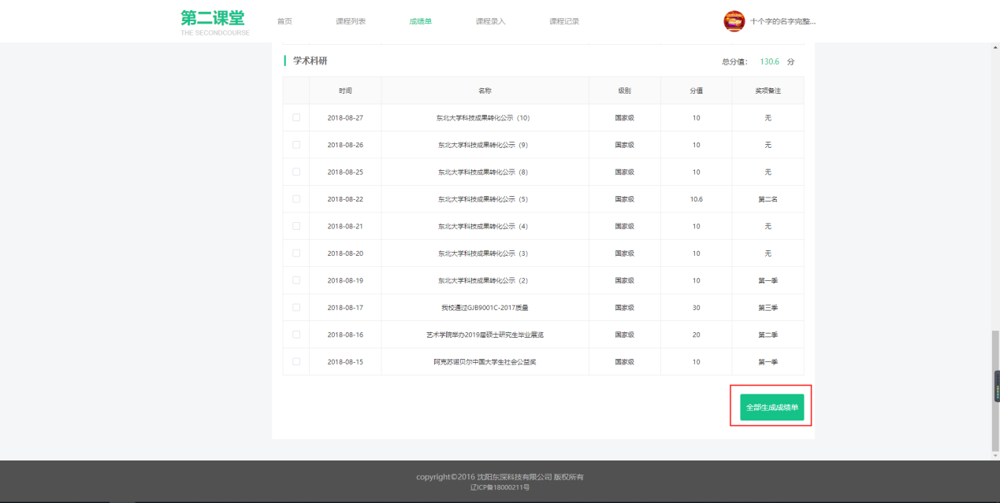 第二课堂
THE SECONDCOURSE
首页 课程列表 成绩单 课程录入 课程记录 十个字的名字完整...
学术科研 总分值： 130.6 分
时间 名称 级别 分值 奖项备注
2018-08-27 东北大学科技成果转化公示（10） 国家级 10 无
2018-08-26 东北大学科技成果转化公示（9） 国家级 10 无
2018-08-25 东北大学科技成果转化公示（8） 国家级 10 无
2018-08-22 东北大学科技成果转化公示（5） 国家级 10.6 第二名
2018-08-21 东北大学科技成果转化公示（4） 国家级 10 无
2018-08-20 东北大学科技成果转化公示（3） 国家级 10 无
2018-08-19 东北大学科技成果转化公示（2） 国家级 10 第一季
2018-08-17 我校通过GJB9001C-2017质量 国家级 30 第三季
2018-08-16 艺术学院举办2019届硕士研究生毕业展览 国家级 20 第二季
2018-08-15 阿克苏诺贝尔中国大学生社会公益奖 国家级 10 第一季
全部生成成绩单
copyright©2016 沈阳东深科技有限公司 版权所有
辽ICP备18000211号